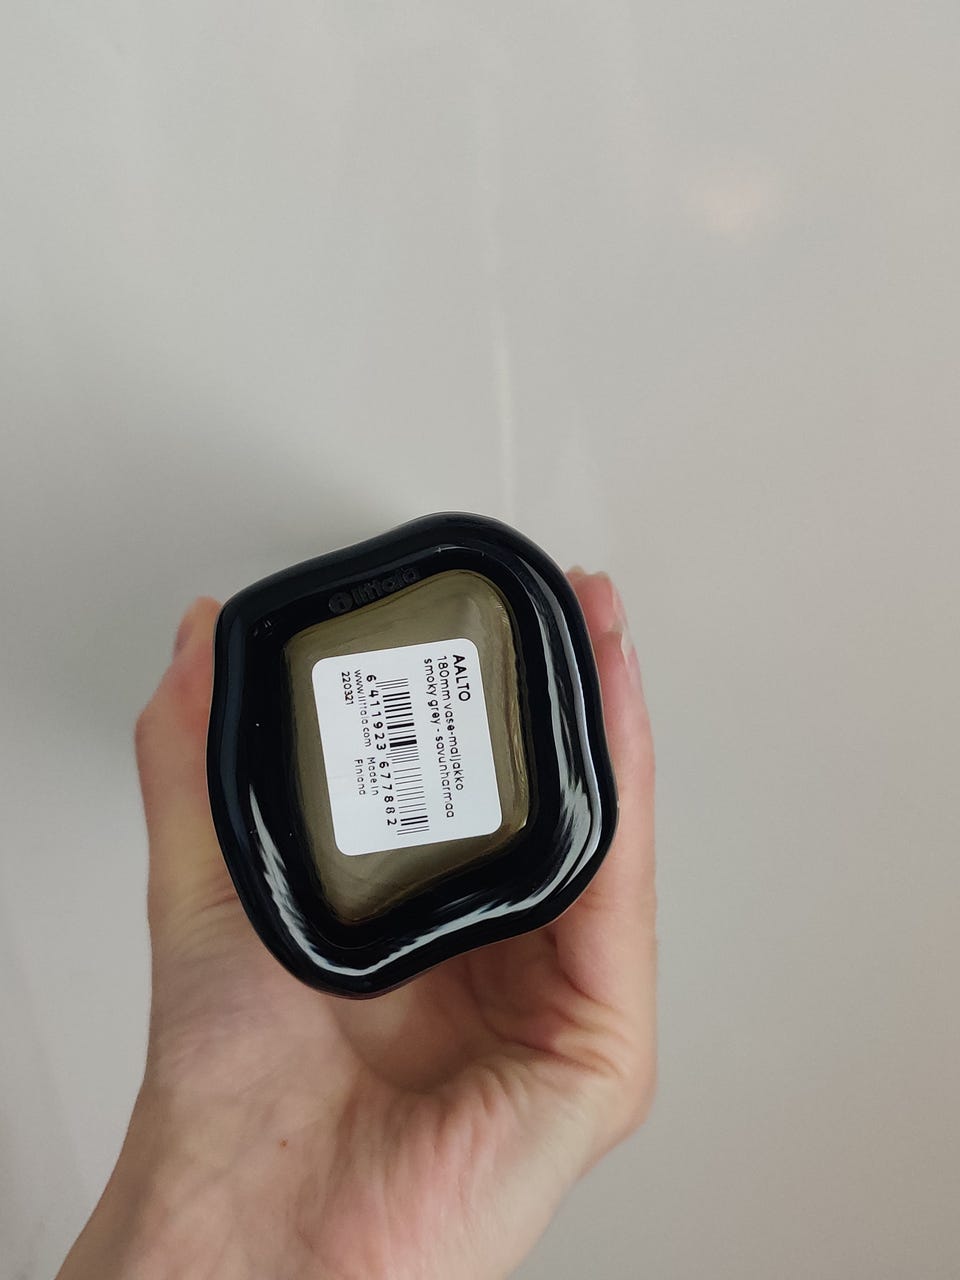 iittala
AALTO
180mm vase-maljakko
smoky grey - savunharmaa
6 411923 677882
www.iittala.com Made in
220321 Finland